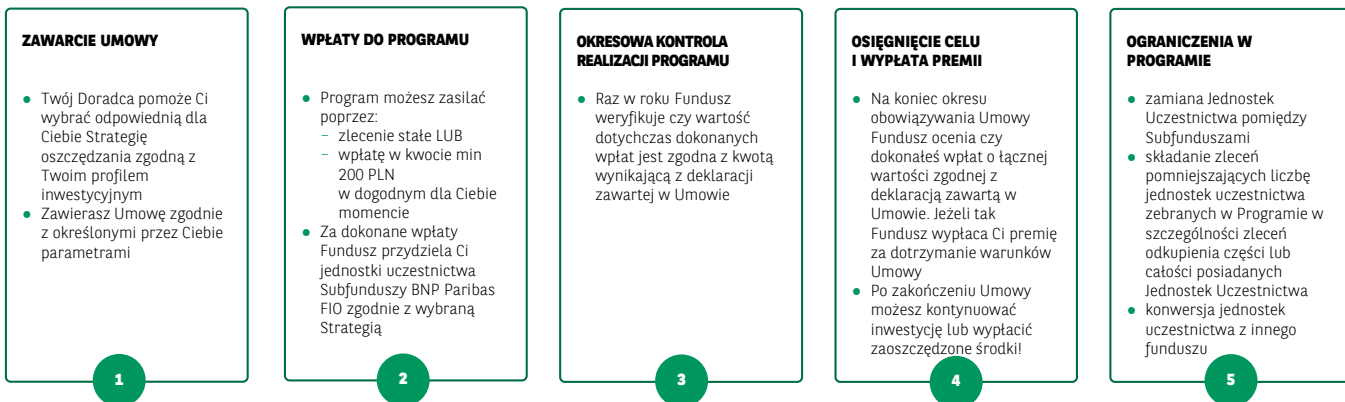 ZAWARCIE UMOWY
● Twój Doradca pomoże Ci
wybrać odpowiednią dla
Ciebie Strategię
oszczędzania zgodną z
Twoim profilem
inwestycyjnym
● Zawierasz Umowę zgodnie
z określonymi przez Ciebie
parametrami
1
WPŁATY DO PROGRAMU
● Program możesz zasilać
poprzez:
– zlecenie stałe LUB
– wpłatę w kwocie min
200 PLN
w dogodnym dla Ciebie
momencie
● Za dokonane wpłaty
Fundusz przydziela Ci
jednostki uczestnictwa
Subfunduszy BNP Paribas
FIO zgodnie z wybraną
Strategią
2
OKRESOWA KONTROLA
REALIZACJI PROGRAMU
● Raz w roku Fundusz
weryfikuje czy wartość
dotychczas dokonanych
wpłat jest zgodna z kwotą
wynikającą z deklaracji
zawartej w Umowie
3
OSIĘGNIĘCIE CELU
I WYPŁATA PREMII
● Na koniec okresu
obowiązywania Umowy
Fundusz ocenia czy
dokonałeś wpłat o łącznej
wartości zgodnej z
deklaracją zawartą w
Umowie. Jeżeli tak
Fundusz wypłaca Ci premię
za dotrzymanie warunków
Umowy
● Po zakończeniu Umowy
możesz kontynuować
inwestycję lub wypłacić
zaoszczędzone środki!
4
OGRANICZENIA W
PROGRAMIE
● zamiana Jednostek
Uczestnictwa pomiędzy
Subfunduszami
● składanie zleceń
pomniejszających liczbę
jednostek uczestnictwa
zebranych w Programie w
szczególności zleceń
odkupienia części lub
całości posiadanych
Jednostek Uczestnictwa
● konwersja jednostek
uczestnictwa z innego
funduszu
5